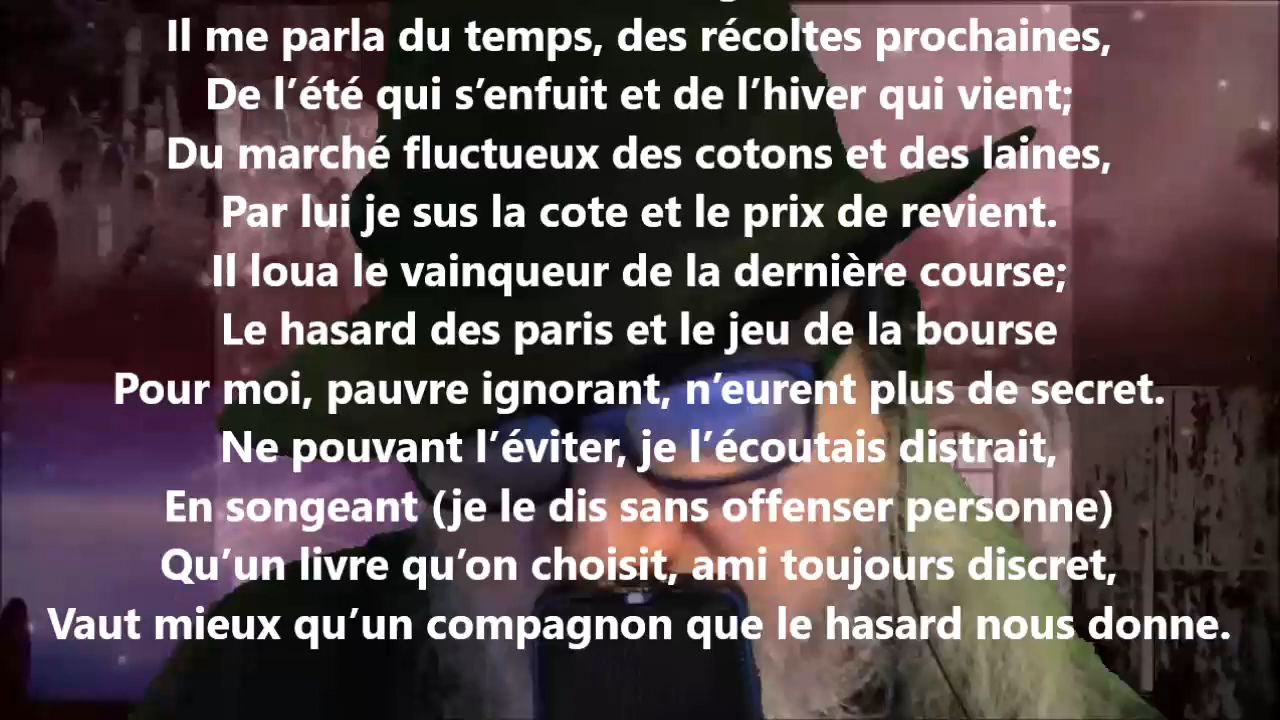 Il me parla du temps, des récoltes prochaines,
De l’été qui s’enfuit et de l’hiver qui vient;
Du marché fluctueux des cotons et des laines,
Par lui je sus la cote et le prix de revient.
Il loua le vainqueur de la dernière course;
Le hasard des paris et le jeu de la bourse
Pour moi, pauvre ignorant, n’eurent plus de secret.
Ne pouvant l’éviter, je l’écoutais distrait,
En songeant (je le dis sans offenser personne)
Qu’un livre qu’on choisit, ami toujours discret,
Vaut mieux qu’un compagnon que le hasard nous donne.